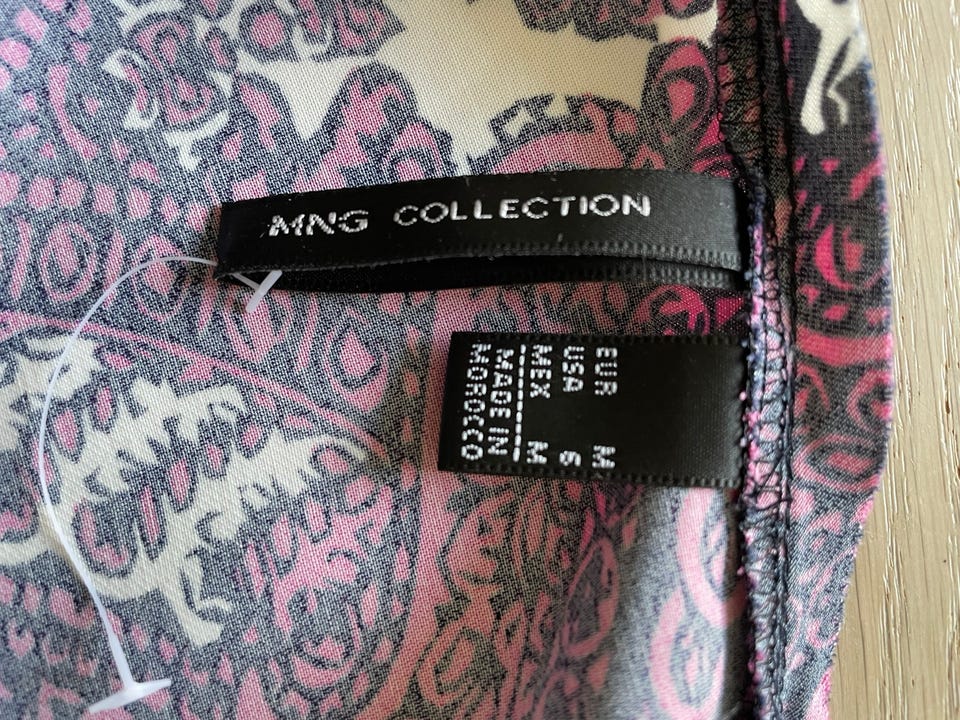 MNG COLLECTION
EUR M
USA 6
MEX M
MADE IN
MOROCCO